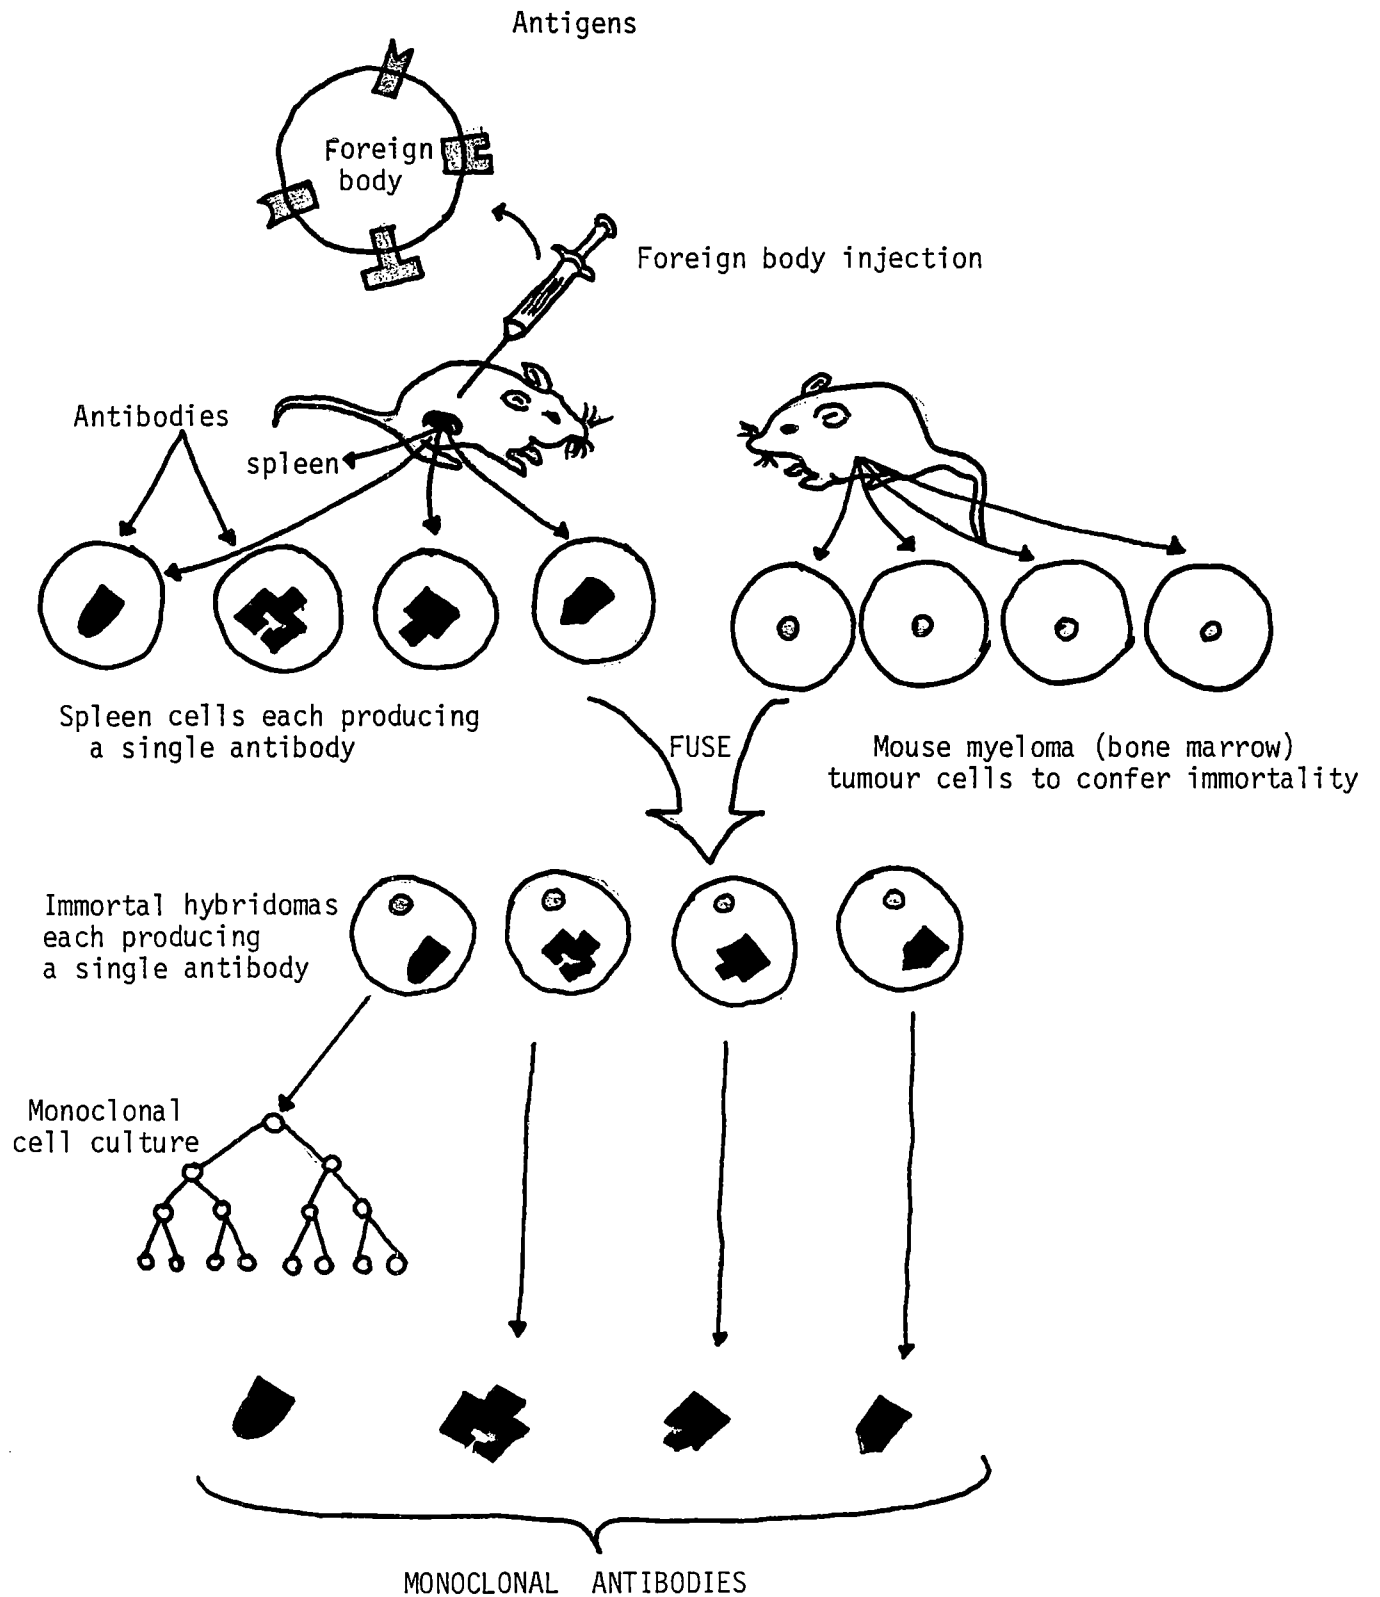 Antigens
Foreign
body
Foreign body injection
Antibodies
spleen
Spleen cells each producing
a single antibody
FUSE
Mouse myeloma (bone marrow)
tumour cells to confer immortality
Immortal hybridomas
each producing
a single antibody
Monoclonal
cell culture
MONOCLONAL ANTIBODIES